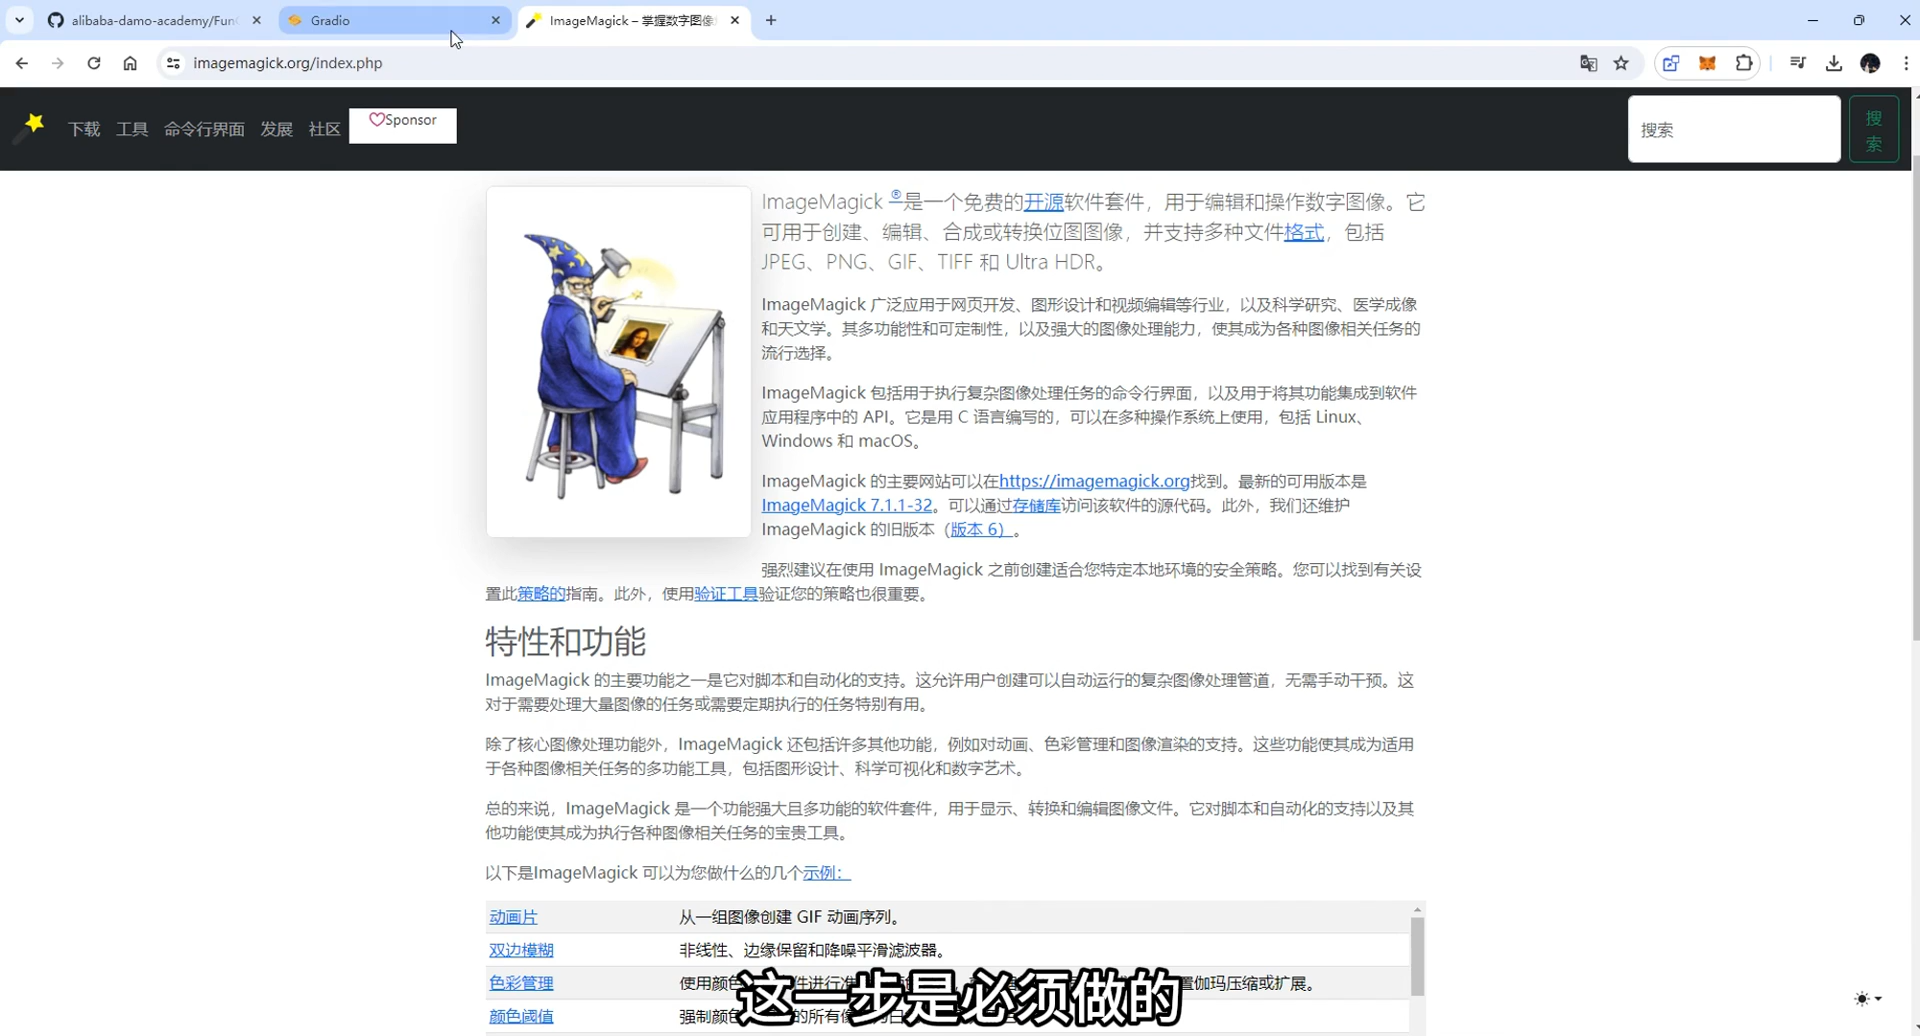 alibaba-damo-academy/Fun
Gradio
ImageMagick – 掌握数字图像
imagemagick.org/index.php
下载
工具
命令行界面
发展
社区
Sponsor
搜索
搜
索
ImageMagick ®是一个免费的开源软件套件，用于编辑和操作数字图像。它
可用于创建、编辑、合成或转换位图图像，并支持多种文件格式，包括
JPEG、PNG、GIF、TIFF 和 Ultra HDR。
ImageMagick 广泛应用于网页开发、图形设计和视频编辑等行业，以及科学研究、医学成像
和天文学。其多功能性和可定制性，以及强大的图像处理能力，使其成为各种图像相关任务的
流行选择。
ImageMagick 包括用于执行复杂图像处理任务的命令行界面，以及用于将其功能集成到软件
应用程序中的 API。它是用 C 语言编写的，可以在多种操作系统上使用，包括 Linux、
Windows 和 macOS。
ImageMagick 的主要网站可以在https://imagemagick.org找到。最新的可用版本是
ImageMagick 7.1.1-32。可以通过存储库访问该软件的源代码。此外，我们还维护
ImageMagick 的旧版本（版本 6）。
强烈建议在使用 ImageMagick 之前创建适合您特定本地环境的安全策略。您可以找到有关设
置此策略的指南。此外，使用验证工具验证您的策略也很重要。
特性和功能
ImageMagick 的主要功能之一是它对脚本和自动化的支持。这允许用户创建可以自动运行的复杂图像处理管道，无需手动干预。这
对于需要处理大量图像的任务或需要定期执行的任务特别有用。
除了核心图像处理功能外，ImageMagick 还包括许多其他功能，例如对动画、色彩管理和图像渲染的支持。这些功能使其成为适用
于各种图像相关任务的多功能工具，包括图形设计、科学可视化和数字艺术。
总的来说，ImageMagick 是一个功能强大且多功能的软件套件，用于显示、转换和编辑图像文件。它对脚本和自动化的支持以及其
他功能使其成为执行各种图像相关任务的宝贵工具。
以下是ImageMagick 可以为您做什么的几个示例：
动画片 从一组图像创建 GIF 动画序列。
双边模糊 非线性、边缘保留和降噪平滑滤波器。
色彩管理 使用颜色 置伽玛压缩或扩展。
颜色阈值 强制颜 的所有像
这一步是必须做的